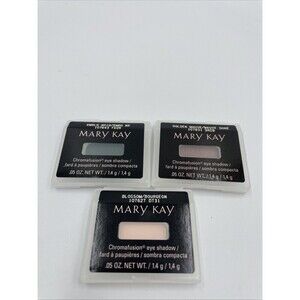 MARY KAY
Chromafusion® eye shadow/
fard à paupières / sombra compacta
.05 OZ. NET WT. / 1,4 g / 1,4 g
MARY KAY
Chromafusion® eye shadow/
fard à paupières / sombra compacta
.05 OZ. NET WT. / 1,4 g / 1,4 g
BLOSSOM/BOURGEON
107627 DT31
MARY KAY
Chromafusion® eye shadow/
fard à paupières / sombra compacta
.05 OZ. NET WT. / 1,4 g / 1,4 g